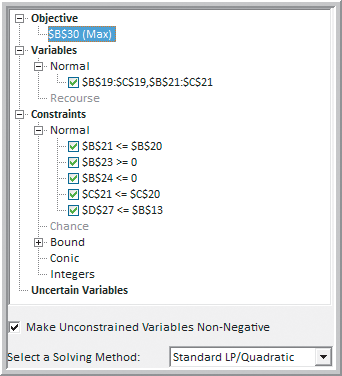 Objective
$B$30 (Max)
Variables
Normal
$B$19:$C$19,$B$21:$C$21
Recourse
Constraints
Normal
$B$21 <= $B$20
$B$23 >= 0
$B$24 <= 0
$C$21 <= $C$20
$D$27 <= $B$13
Chance
Bound
Conic
Integers
Uncertain Variables
Make Unconstrained Variables Non-Negative
Select a Solving Method: Standard LP/Quadratic